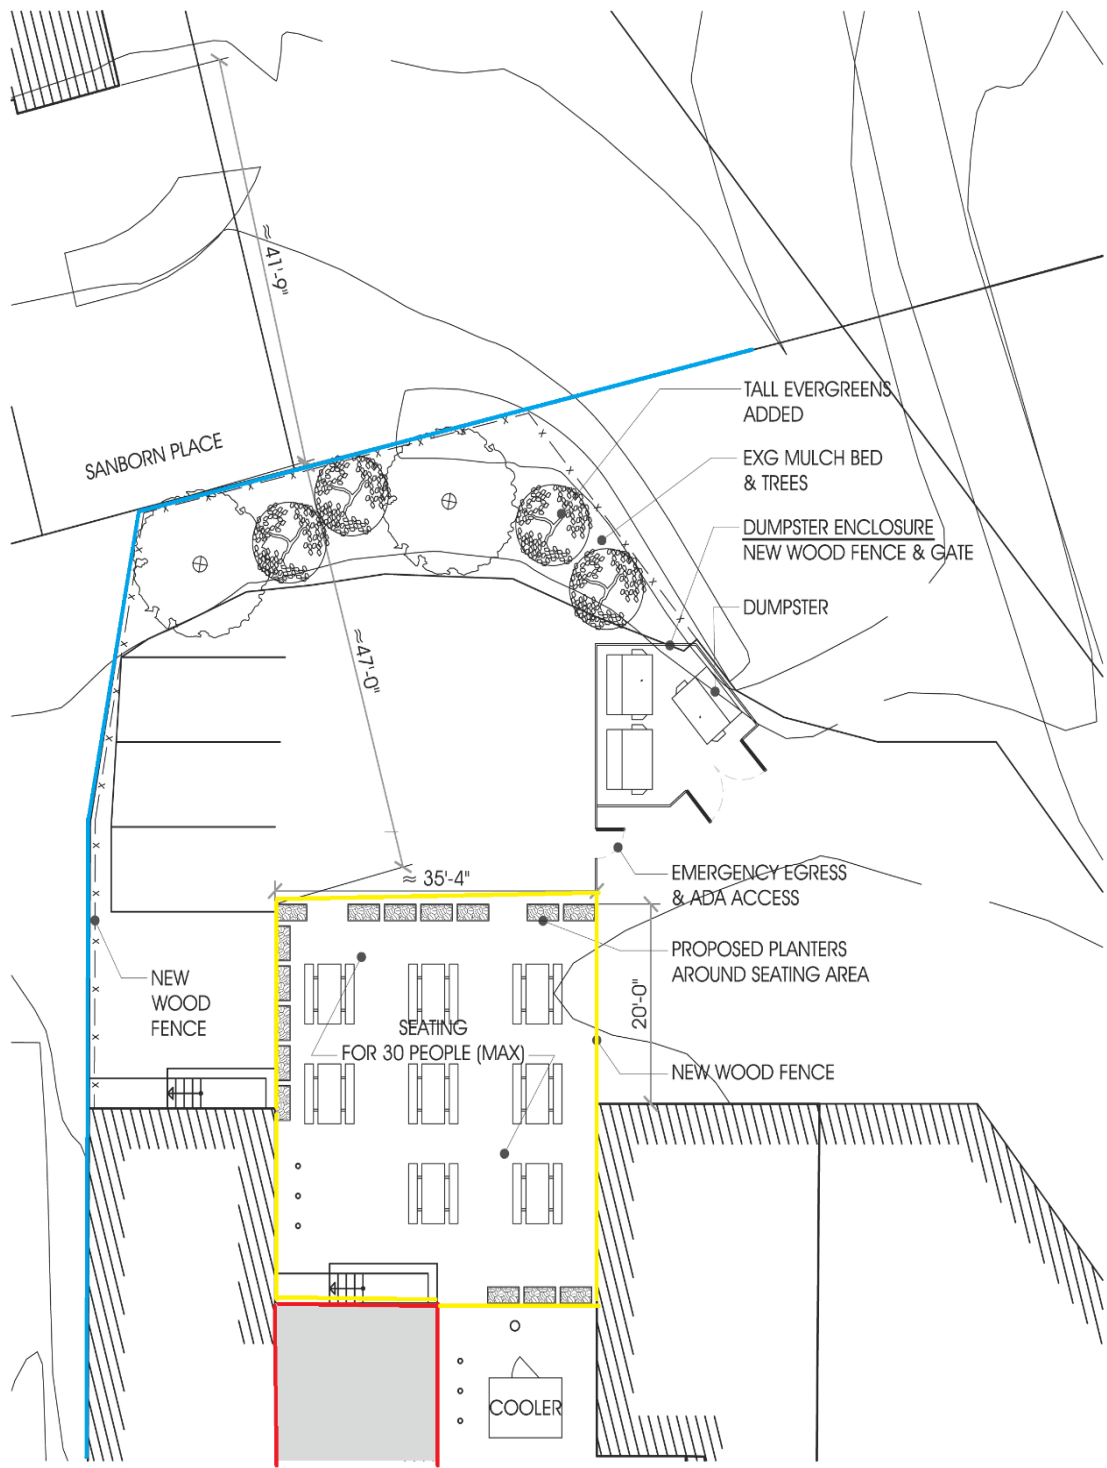 ≈ 41'-9"
TALL EVERGREENS
ADDED
SANBORN PLACE
EXG MULCH BED
& TREES
DUMPSTER ENCLOSURE
NEW WOOD FENCE & GATE
DUMPSTER
≈47'-0"
EMERGENCY EGRESS
& ADA ACCESS
≈ 35'-4"
PROPOSED PLANTERS
AROUND SEATING AREA
NEW
WOOD
FENCE
20'-0"
SEATING
FOR 30 PEOPLE (MAX)
NEW WOOD FENCE
COOLER